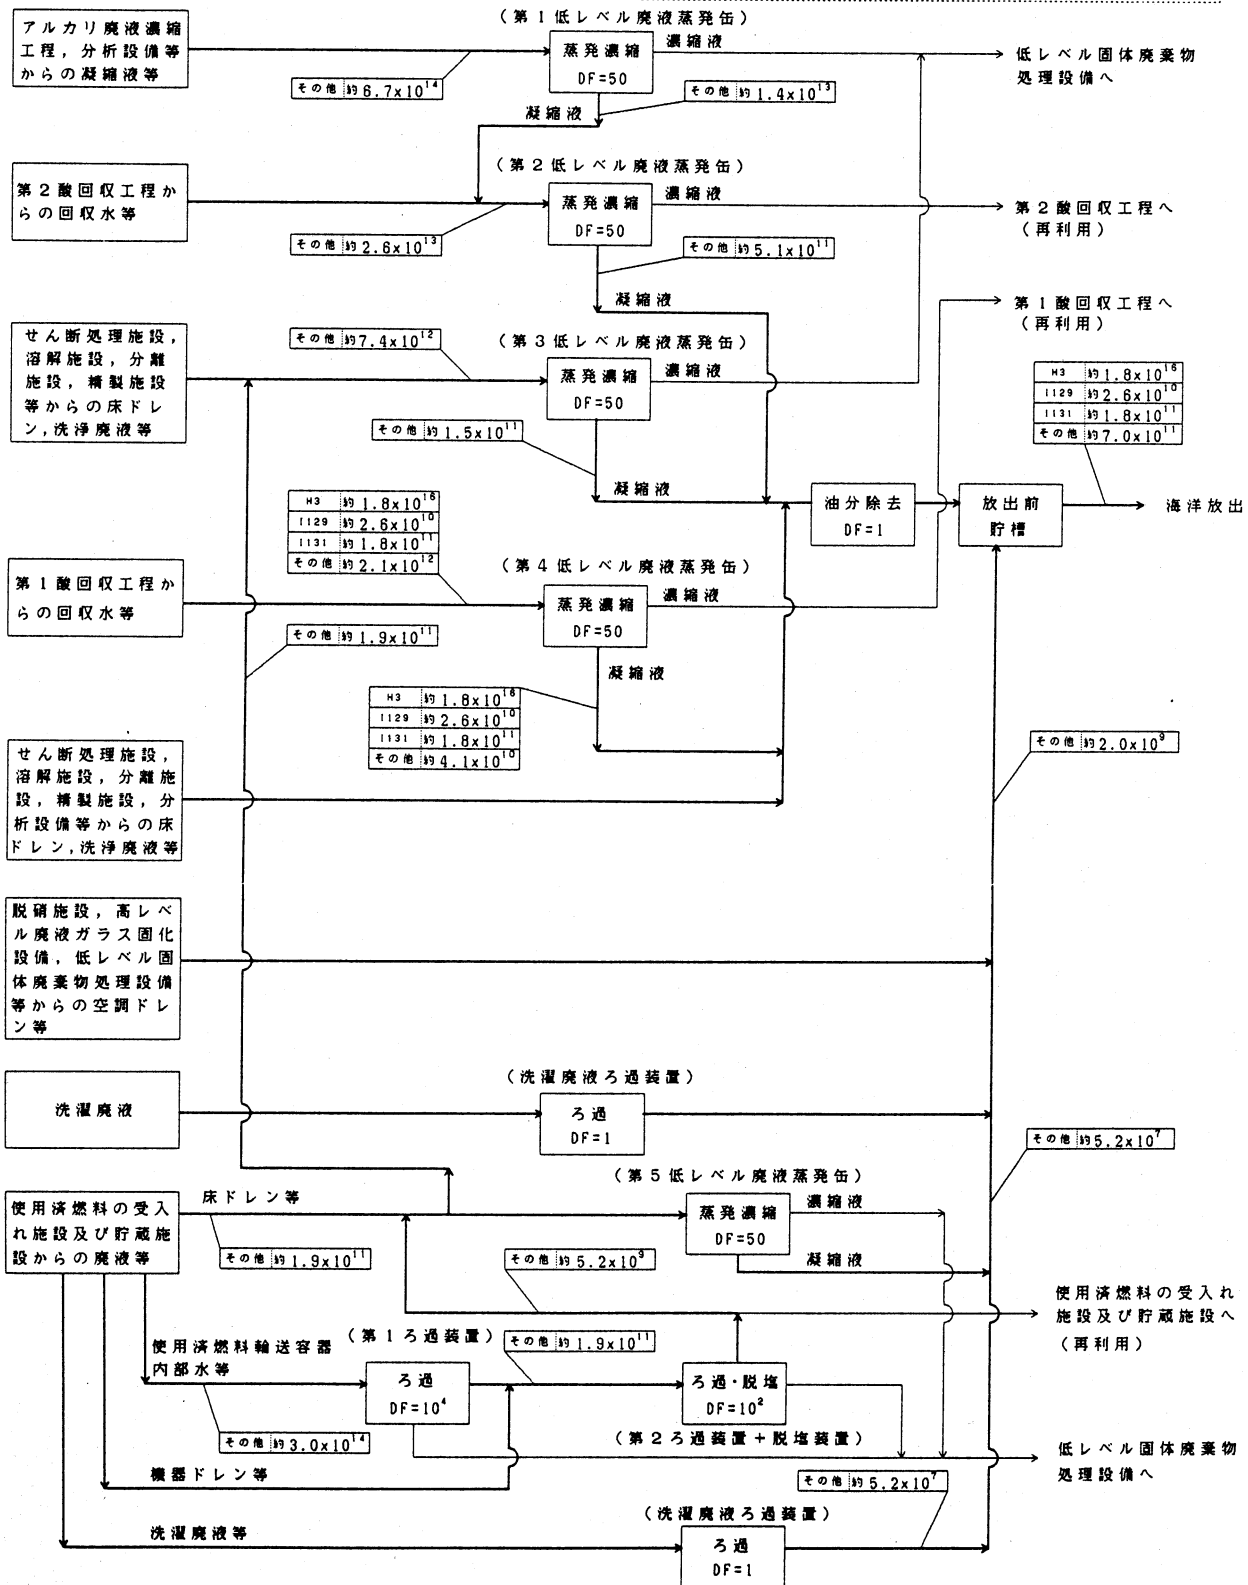 アルカリ廃液濃縮
工程，分析設備等
からの凝縮液等
(第１低レベル廃液蒸発缶)
蒸発濃縮
DF=50
濃縮液
低レベル固体廃棄物
処理設備へ
その他 約6.7x10^14
その他 約1.4x10^13
凝縮液
第２酸回収工程か
らの回収水等
(第２低レベル廃液蒸発缶)
蒸発濃縮
DF=50
濃縮液
第２酸回収工程へ
(再利用)
その他 約2.6x10^13
その他 約5.1x10^11
凝縮液
第１酸回収工程へ
(再利用)
せん断処理施設，
溶解施設，分離
施設，精製施設
等からの床ドレ
ン，洗浄廃液等
その他 約7.4x10^12
(第３低レベル廃液蒸発缶)
蒸発濃縮
DF=50
濃縮液
その他 約1.5x10^11
凝縮液
H3 約1.8x10^16
I129 約2.6x10^10
I131 約1.8x10^11
その他 約7.0x10^11
油分除去
DF=1
放出前
貯槽
海洋放出
H3 約1.8x10^16
I129 約2.6x10^10
I131 約1.8x10^11
その他 約2.1x10^12
第１酸回収工程か
らの回収水等
(第４低レベル廃液蒸発缶)
蒸発濃縮
DF=50
濃縮液
その他 約1.9x10^11
凝縮液
H3 約1.8x10^16
I129 約2.6x10^10
I131 約1.8x10^11
その他 約4.1x10^10
せん断処理施設，
溶解施設，分離施
設，精製施設，分
析設備等からの床
ドレン，洗浄廃液等
その他 約2.0x10^9
脱硝施設，高レベ
ル廃液ガラス固化
設備，低レベル固
体廃棄物処理設備
等からの空調ドレ
ン等
洗濯廃液
(洗濯廃液ろ過装置)
ろ過
DF=1
その他 約5.2x10^7
使用済燃料の受入
れ施設及び貯蔵施
設からの廃液等
床ドレン等
その他 約1.9x10^11
(第５低レベル廃液蒸発缶)
蒸発濃縮
DF=50
濃縮液
凝縮液
その他 約5.2x10^9
使用済燃料の受入れ
施設及び貯蔵施設へ
(再利用)
使用済燃料輸送容器
内部水等
(第１ろ過装置)
ろ過
DF=10^4
その他 約1.9x10^11
ろ過・脱塩
DF=10^2
(第２ろ過装置＋脱塩装置)
その他 約3.0x10^14
低レベル固体廃棄物
処理設備へ
機器ドレン等
その他 約5.2x10^7
洗濯廃液等
(洗濯廃液ろ過装置)
ろ過
DF=1